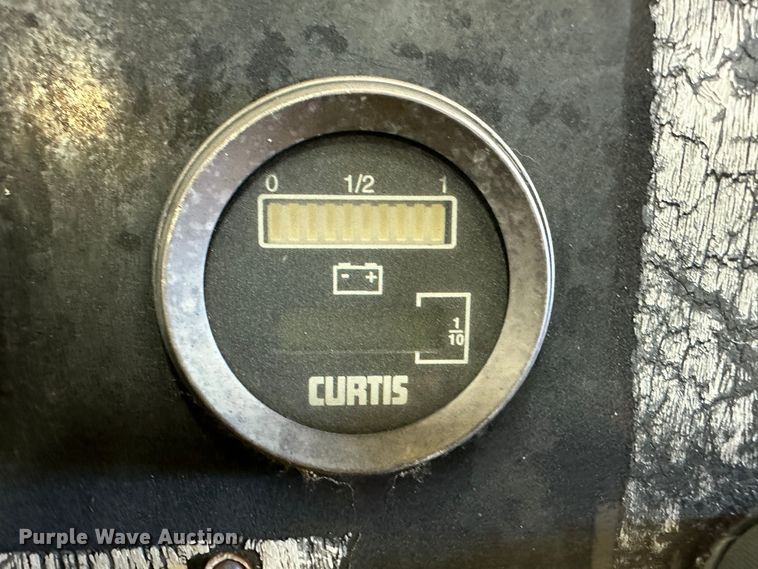 0 1/2 1
- +
1/10
CURTIS
Purple Wave Auction.